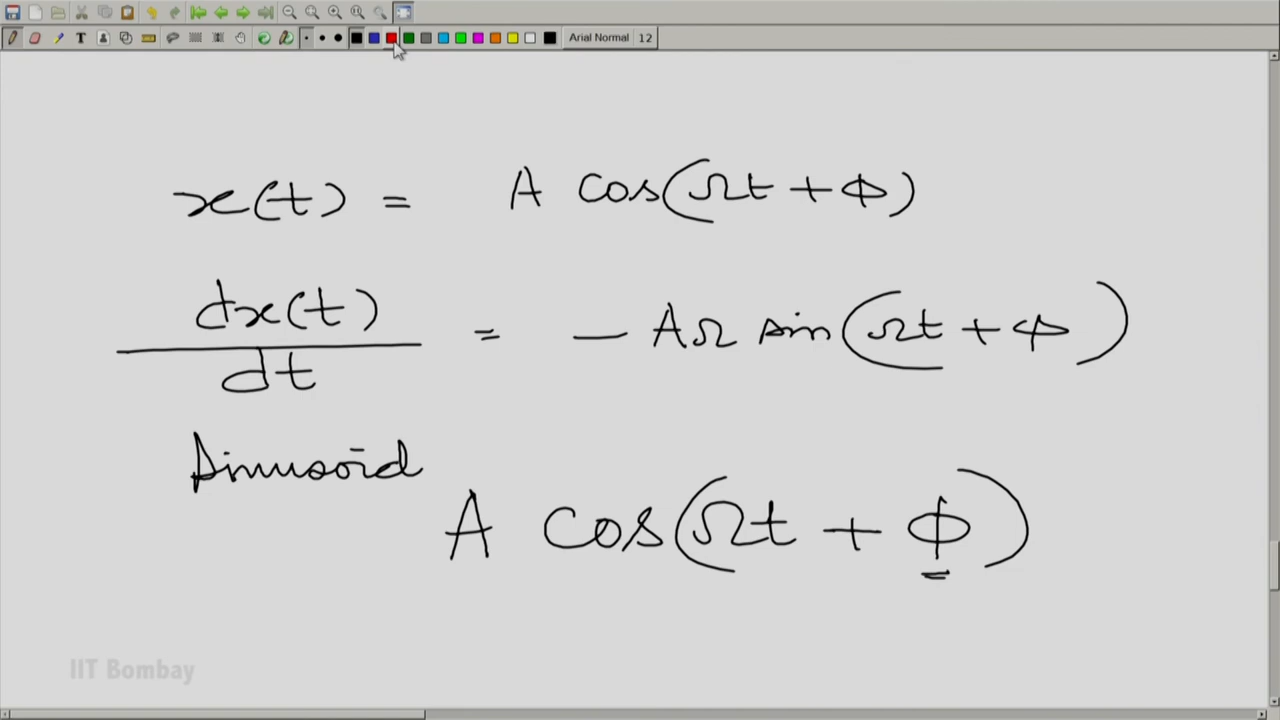 Arial Normal 12
x(t) = A cos(Ωt + Φ)
dx(t)
dt
= - AΩ sin(Ωt + Φ)
Sinusoid
A cos(Ωt + Φ)
IIT Bombay